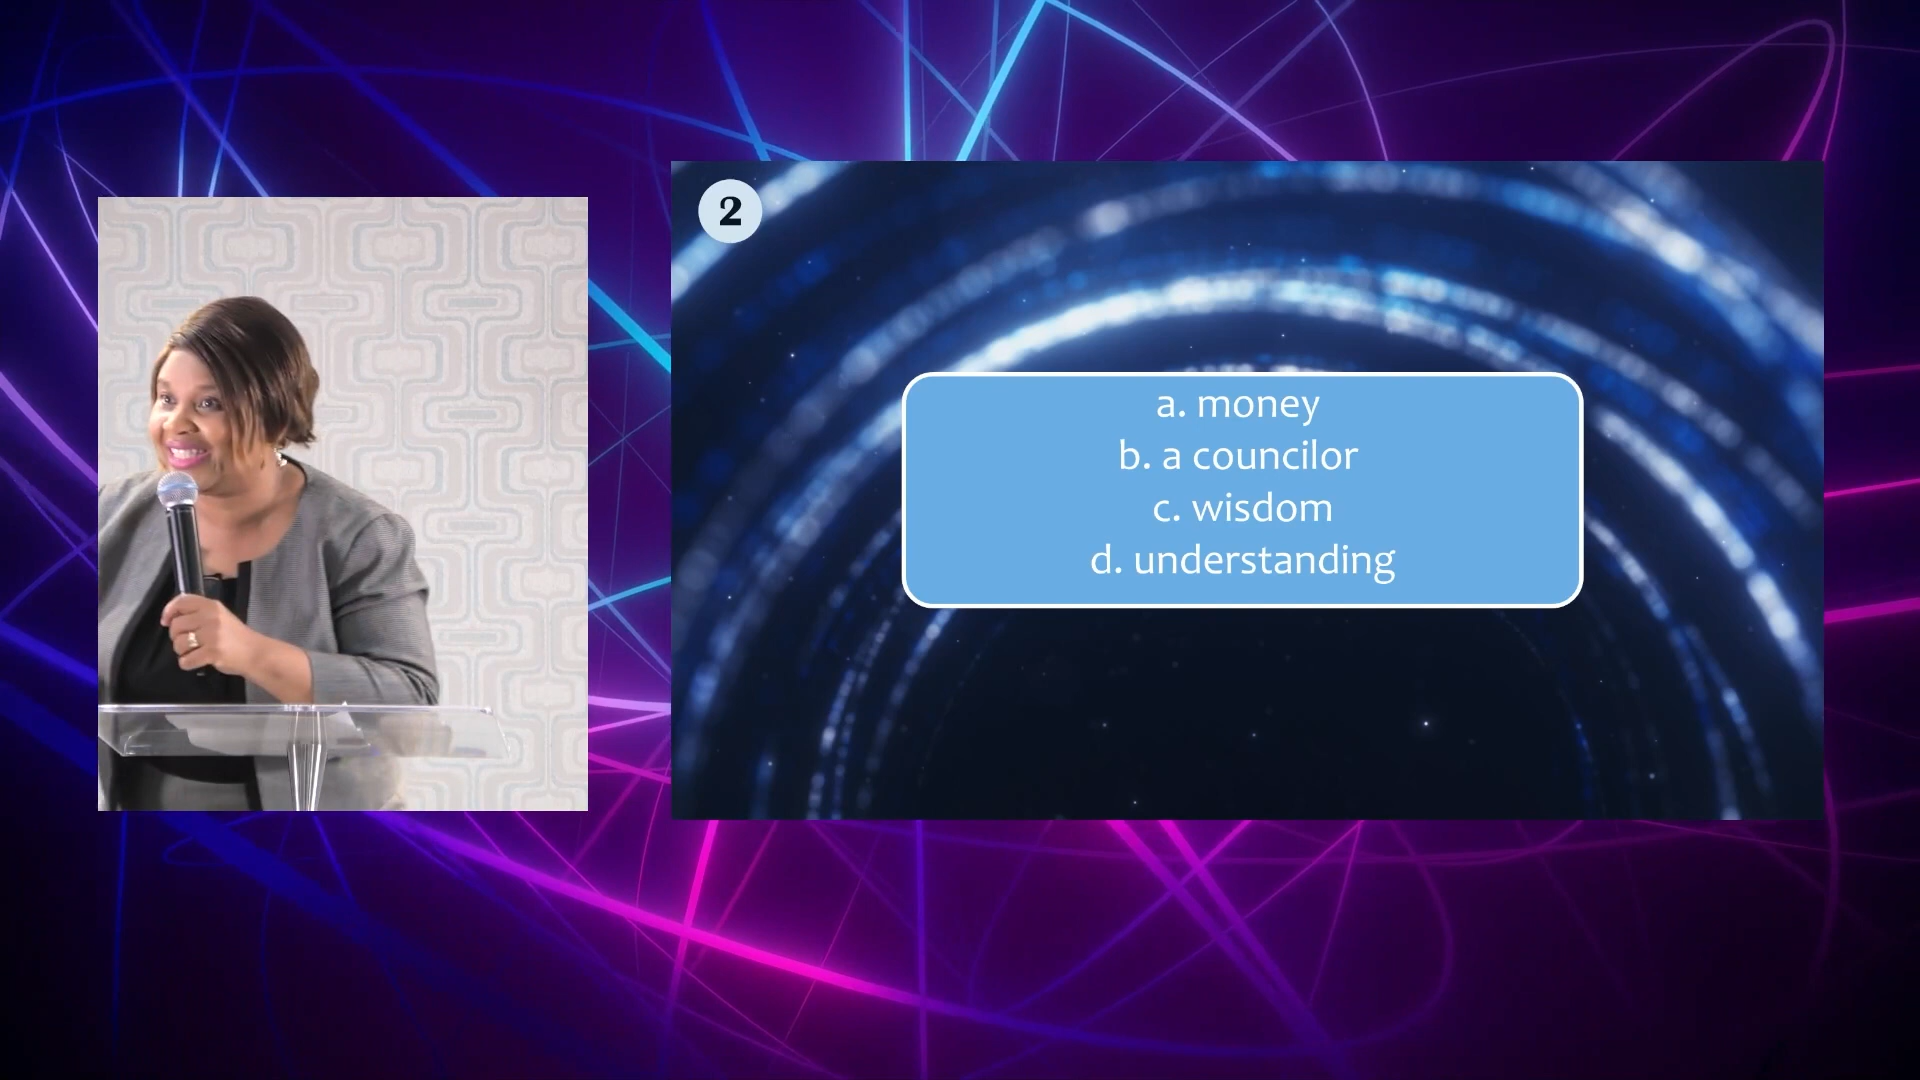 2
a. money
b. a councilor
c. wisdom
d. understanding